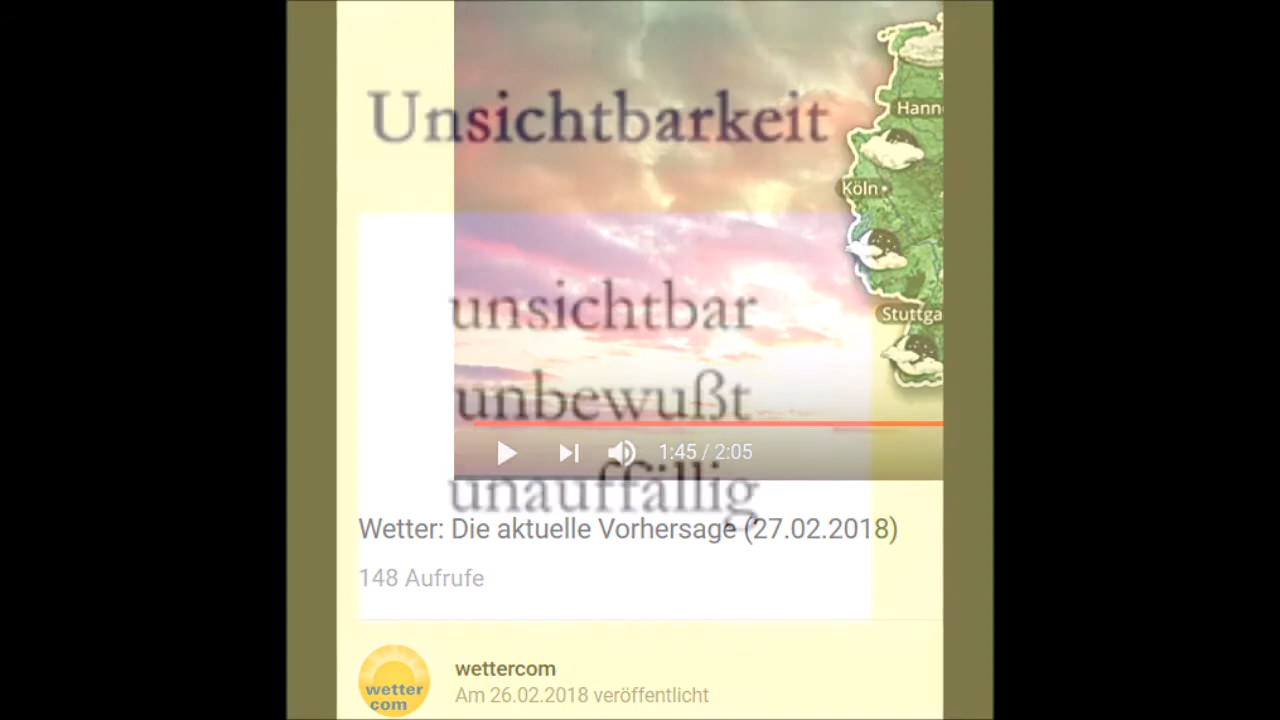 Unsichtbarkeit
Hann
Köln
unsichtbar
Stuttga
unbewußt
1:45 / 2:05
unauffällig
Wetter: Die aktuelle Vorhersage (27.02.2018)
148 Aufrufe
wetter
com
wettercom
Am 26.02.2018 veröffentlicht